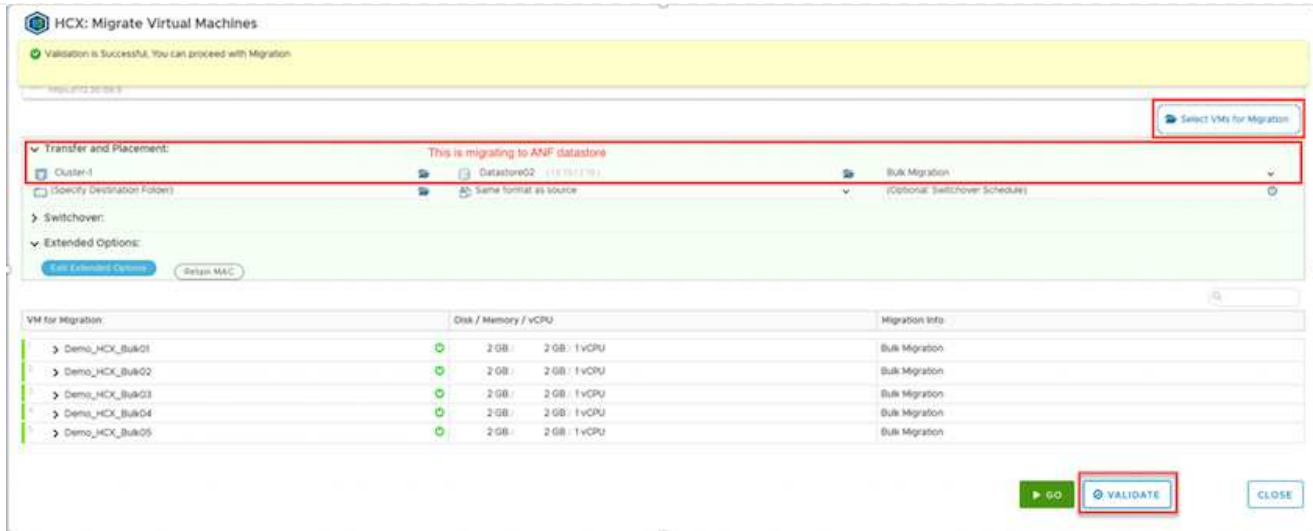 HCX: Migrate Virtual Machines
Validation is Successful, You can proceed with Migration
Select VMs for Migration
Transfer and Placement:
This is migrating to ANF datastore
Cluster-1 Datastore02 Bulk Migration
(Specify Destination Folder) Same format as source (Optional: Switchover Schedule)
Switchover:
Extended Options:
Edit Extended Options Retain MAC
VM for Migration Disk / Memory / vCPU Migration Info
1 Demo_HCX_Bulk01 2 GB / 2 GB / 1 vCPU Bulk Migration
2 Demo_HCX_Bulk02 2 GB / 2 GB / 1 vCPU Bulk Migration
3 Demo_HCX_Bulk03 2 GB / 2 GB / 1 vCPU Bulk Migration
4 Demo_HCX_Bulk04 2 GB / 2 GB / 1 vCPU Bulk Migration
5 Demo_HCX_Bulk05 2 GB / 2 GB / 1 vCPU Bulk Migration
GO VALIDATE CLOSE